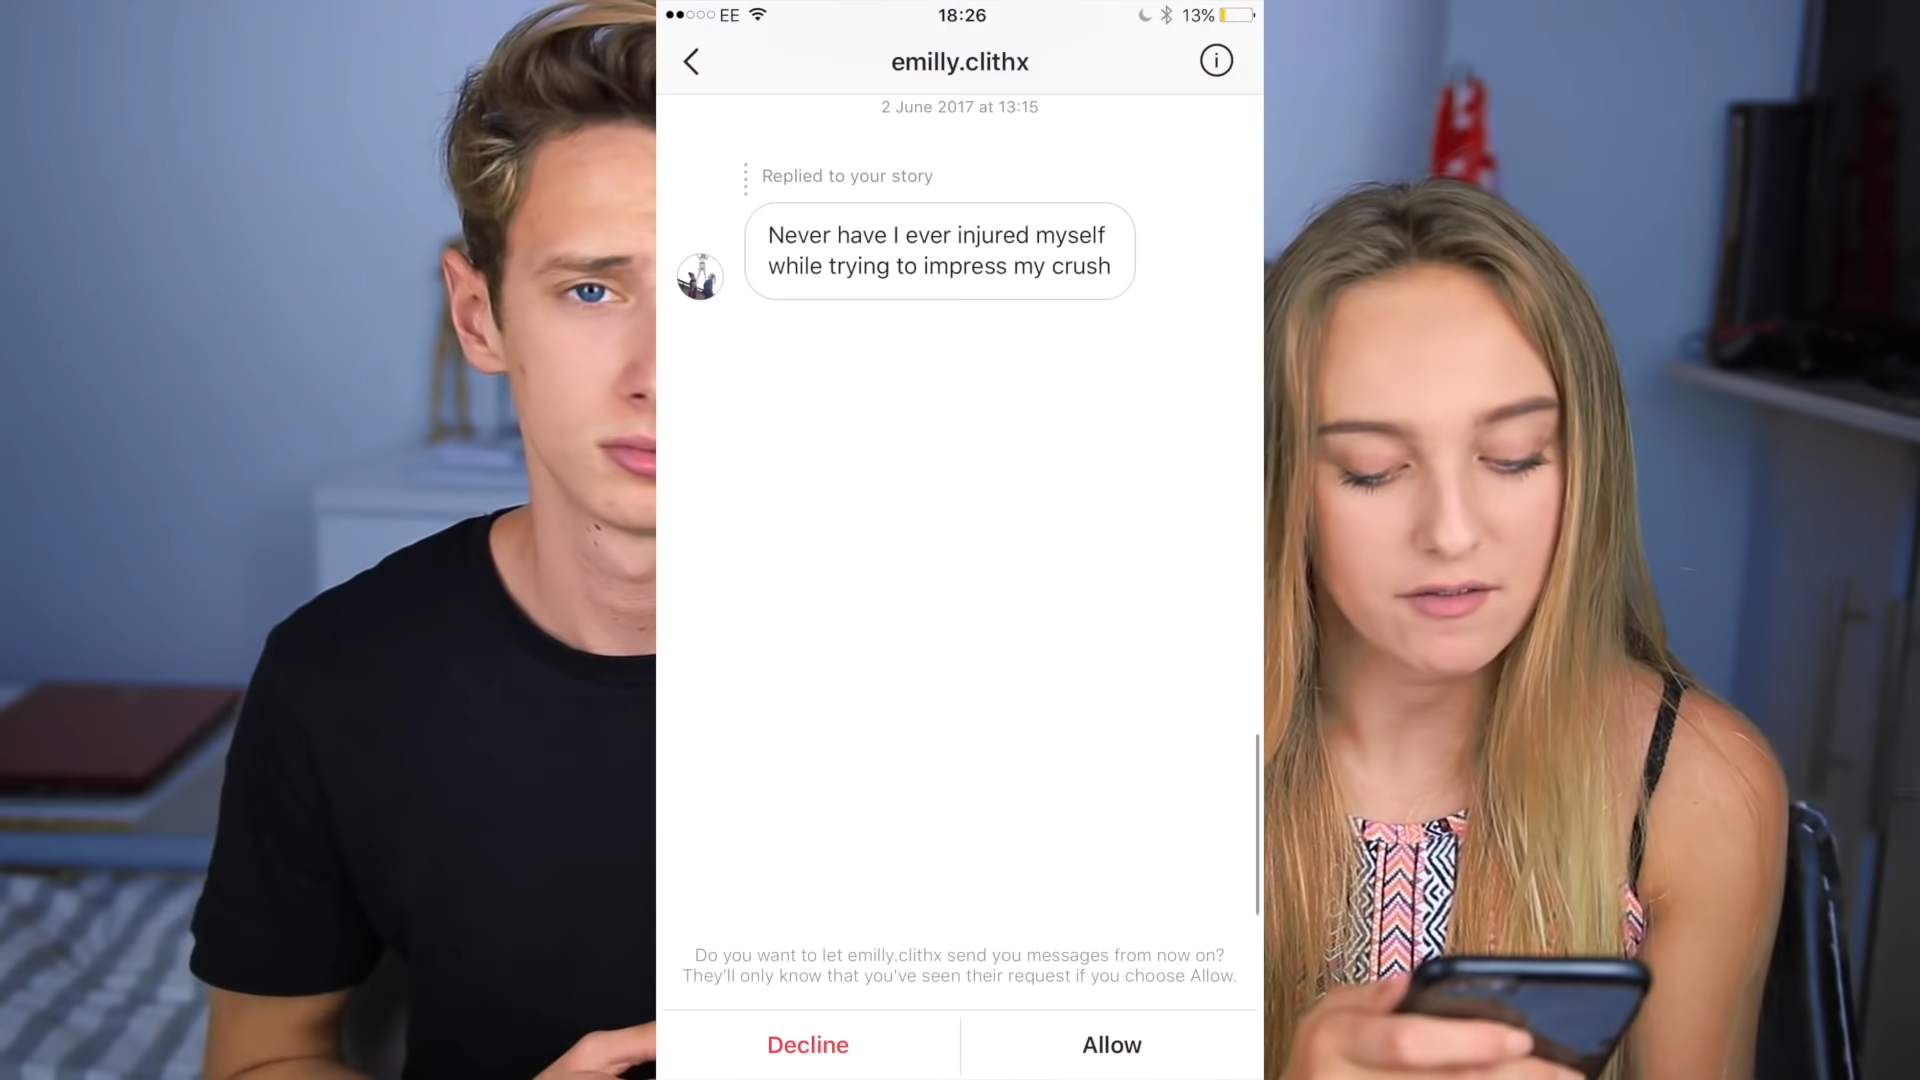 EE 18:26 13%
emilly.clithx
2 June 2017 at 13:15
Replied to your story
Never have I ever injured myself
while trying to impress my crush
Do you want to let emilly.clithx send you messages from now on?
They'll only know that you've seen their request if you choose Allow.
Decline Allow